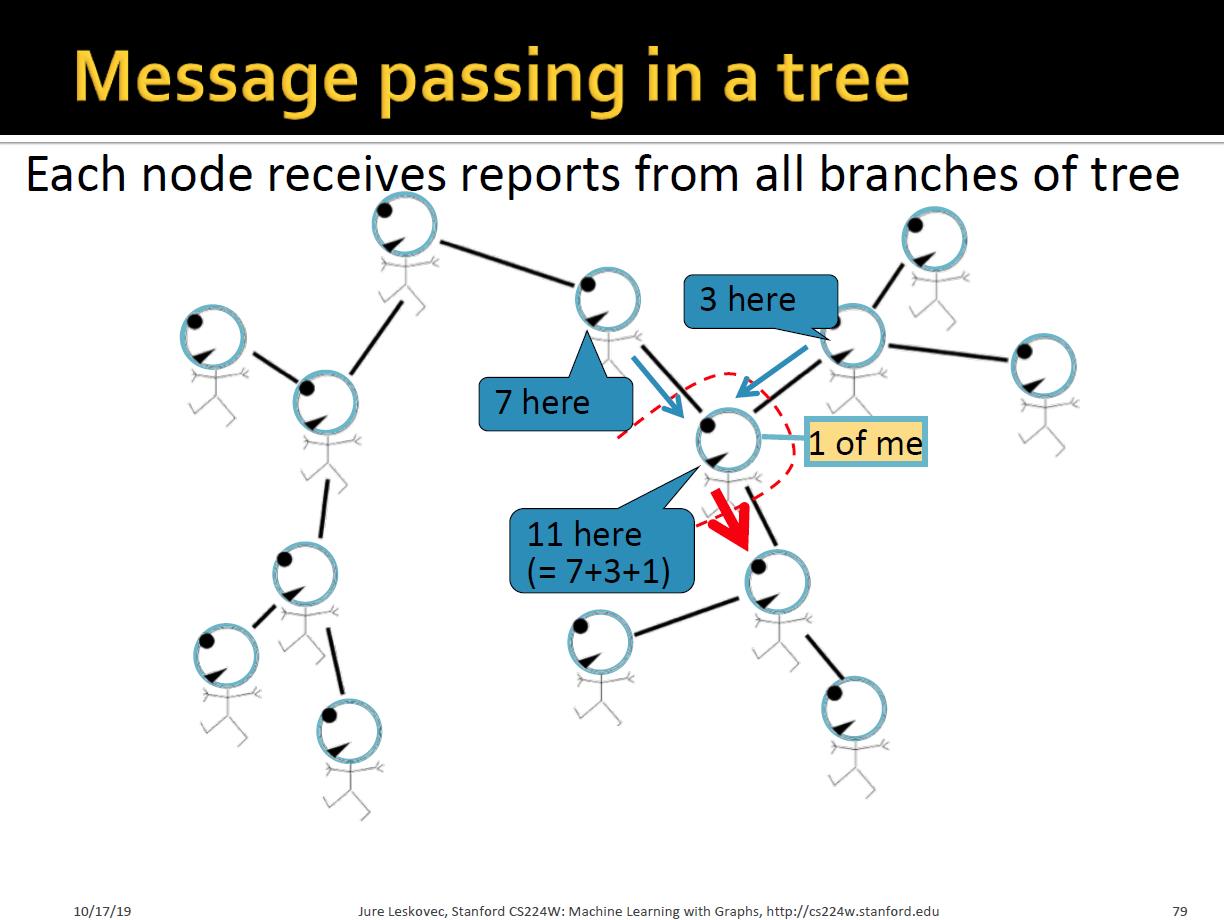 Message passing in a tree
Each node receives reports from all branches of tree
3 here
7 here
1 of me
11 here
(= 7+3+1)
10/17/19
Jure Leskovec, Stanford CS224W: Machine Learning with Graphs, http://cs224w.stanford.edu
79